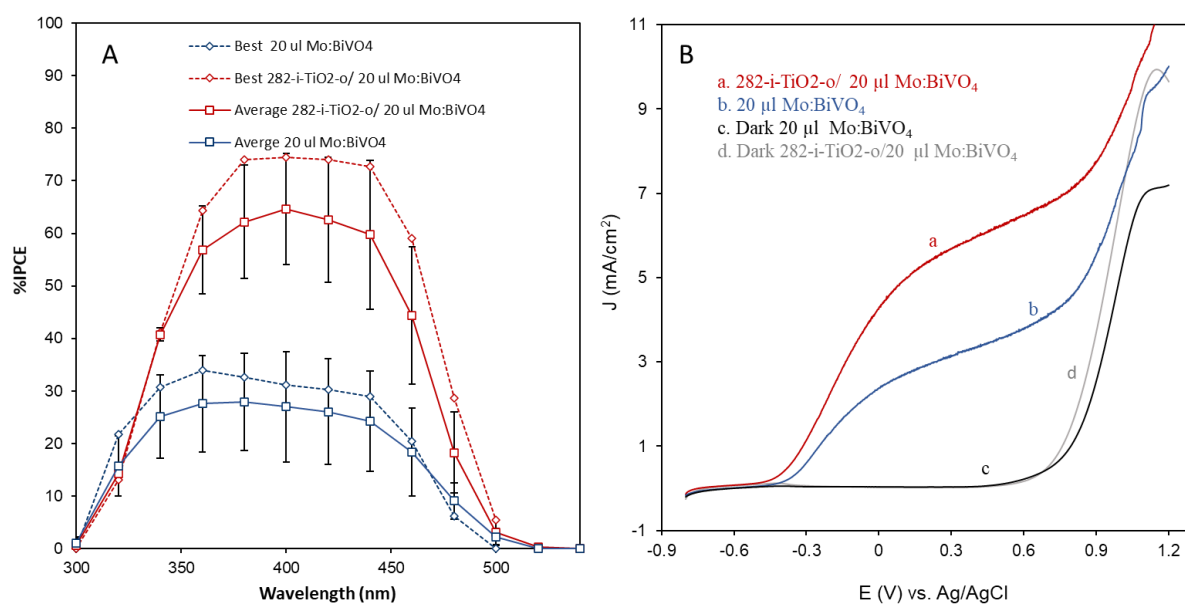 A
Best 20 ul Mo:BiVO4
Best 282-i-TiO2-o/ 20 ul Mo:BiVO4
Average 282-i-TiO2-o/ 20 ul Mo:BiVO4
Averge 20 ul Mo:BiVO4
%IPCE
100
90
80
70
60
50
40
30
20
10
0
300
350
400
450
500
Wavelength (nm)
B
a. 282-i-TiO2-o/ 20 µl Mo:BiVO₄
b. 20 µl Mo:BiVO₄
c. Dark 20 µl Mo:BiVO₄
d. Dark 282-i-TiO2-o/20 µl Mo:BiVO₄
a
b
c
d
J (mA/cm²)
11
9
7
5
3
1
-1
-0.9
-0.6
-0.3
0
0.3
0.6
0.9
1.2
E (V) vs. Ag/AgCl